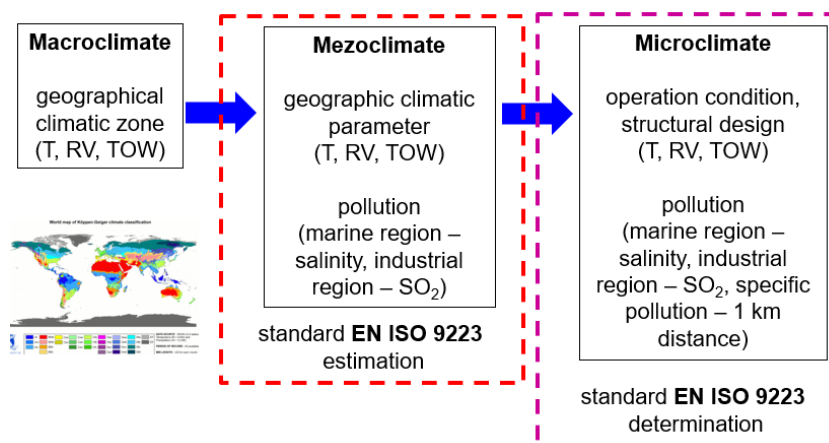 Macroclimate
geographical
climatic zone
(T, RV, TOW)
World map of Köppen-Geiger climate classification
Mezoclimate
geographic climatic
parameter
(T, RV, TOW)
pollution
(marine region –
salinity, industrial
region – SO₂)
standard EN ISO 9223
estimation
Microclimate
operation condition,
structural design
(T, RV, TOW)
pollution
(marine region –
salinity, industrial
region – SO₂, specific
pollution – 1 km
distance)
standard EN ISO 9223
determination